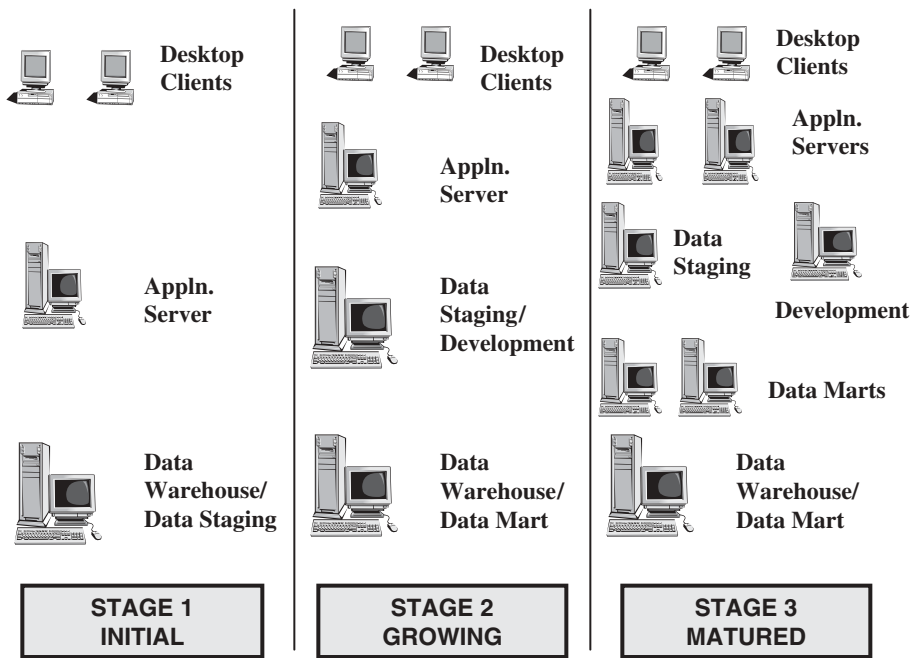 Desktop
Clients
Appln.
Server
Data
Warehouse/
Data Staging
STAGE 1
INITIAL
Desktop
Clients
Appln.
Server
Data
Staging/
Development
Data
Warehouse/
Data Mart
STAGE 2
GROWING
Desktop
Clients
Appln.
Servers
Data
Staging
Development
Data Marts
Data
Warehouse/
Data Mart
STAGE 3
MATURED